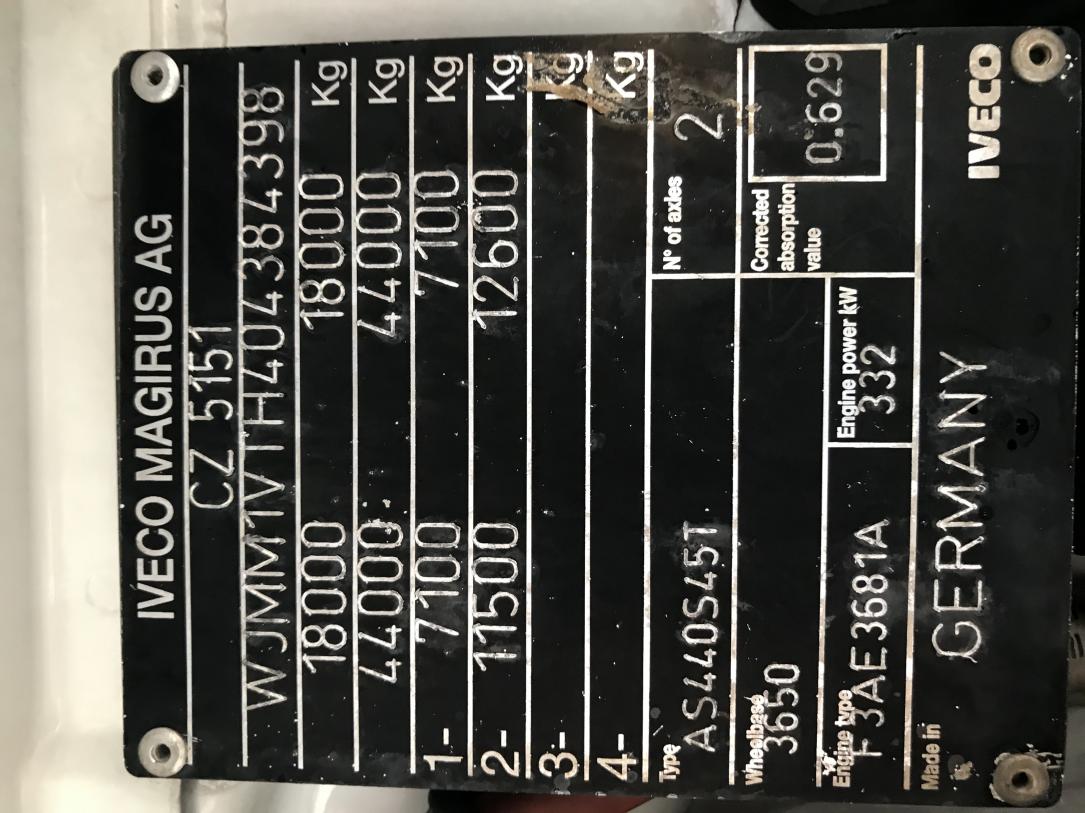 IVECO MAGIRUS AG
CZ 5151
WJMM1VTH404384398
18000 18000 Kg
44000 44000 Kg
1- 7100 7100 Kg
2- 11500 12600 Kg
3- Kg
4- Kg
Type AS440S45T N° of axles 2
Wheelbase 3650 Corrected absorption value 0.629
Engine type F3AE3681A Engine power kW 332
Made in GERMANY IVECO